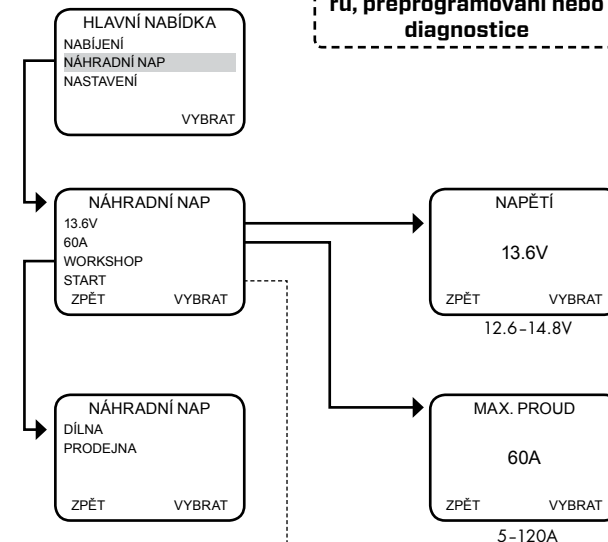 rů, přeprogramování nebo
diagnostice
HLAVNÍ NABÍDKA
NABÍJENÍ
NÁHRADNÍ NAP
NASTAVENÍ
VYBRAT
NÁHRADNÍ NAP
13.6V
60A
WORKSHOP
START
ZPĚT VYBRAT
NAPĚTÍ
13.6V
ZPĚT VYBRAT
12.6–14.8V
NÁHRADNÍ NAP
DÍLNA
PRODEJNA
ZPĚT VYBRAT
MAX. PROUD
60A
ZPĚT VYBRAT
5–120A